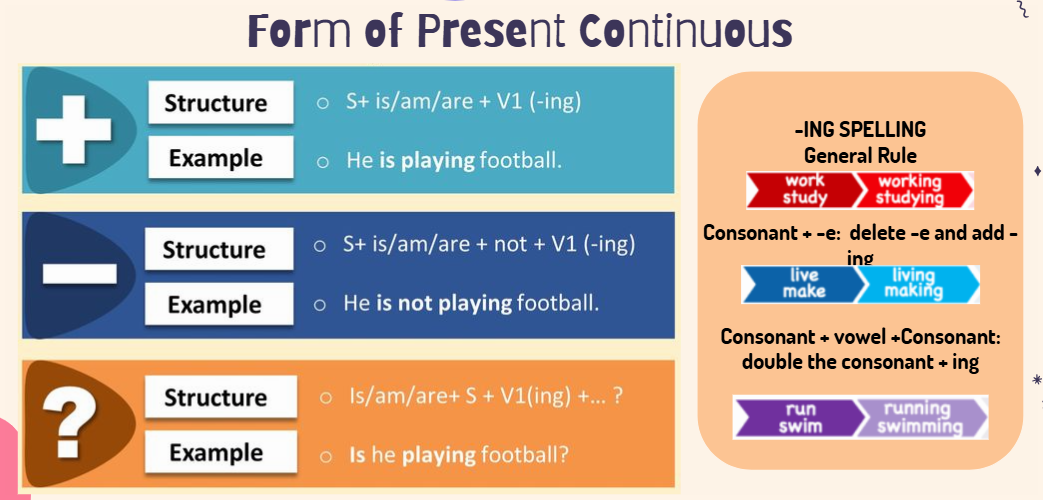 Form of Present Continuous
Structure
○ S+ is/am/are + V1 (-ing)
Example
○ He is playing football.
Structure
○ S+ is/am/are + not + V1 (-ing)
Example
○ He is not playing football.
Structure
○ Is/am/are+ S + V1(ing) +... ?
Example
○ Is he playing football?
-ING SPELLING
General Rule
work working
study studying
Consonant + -e: delete -e and add -
ing
live living
make making
Consonant + vowel +Consonant:
double the consonant + ing
run running
swim swimming